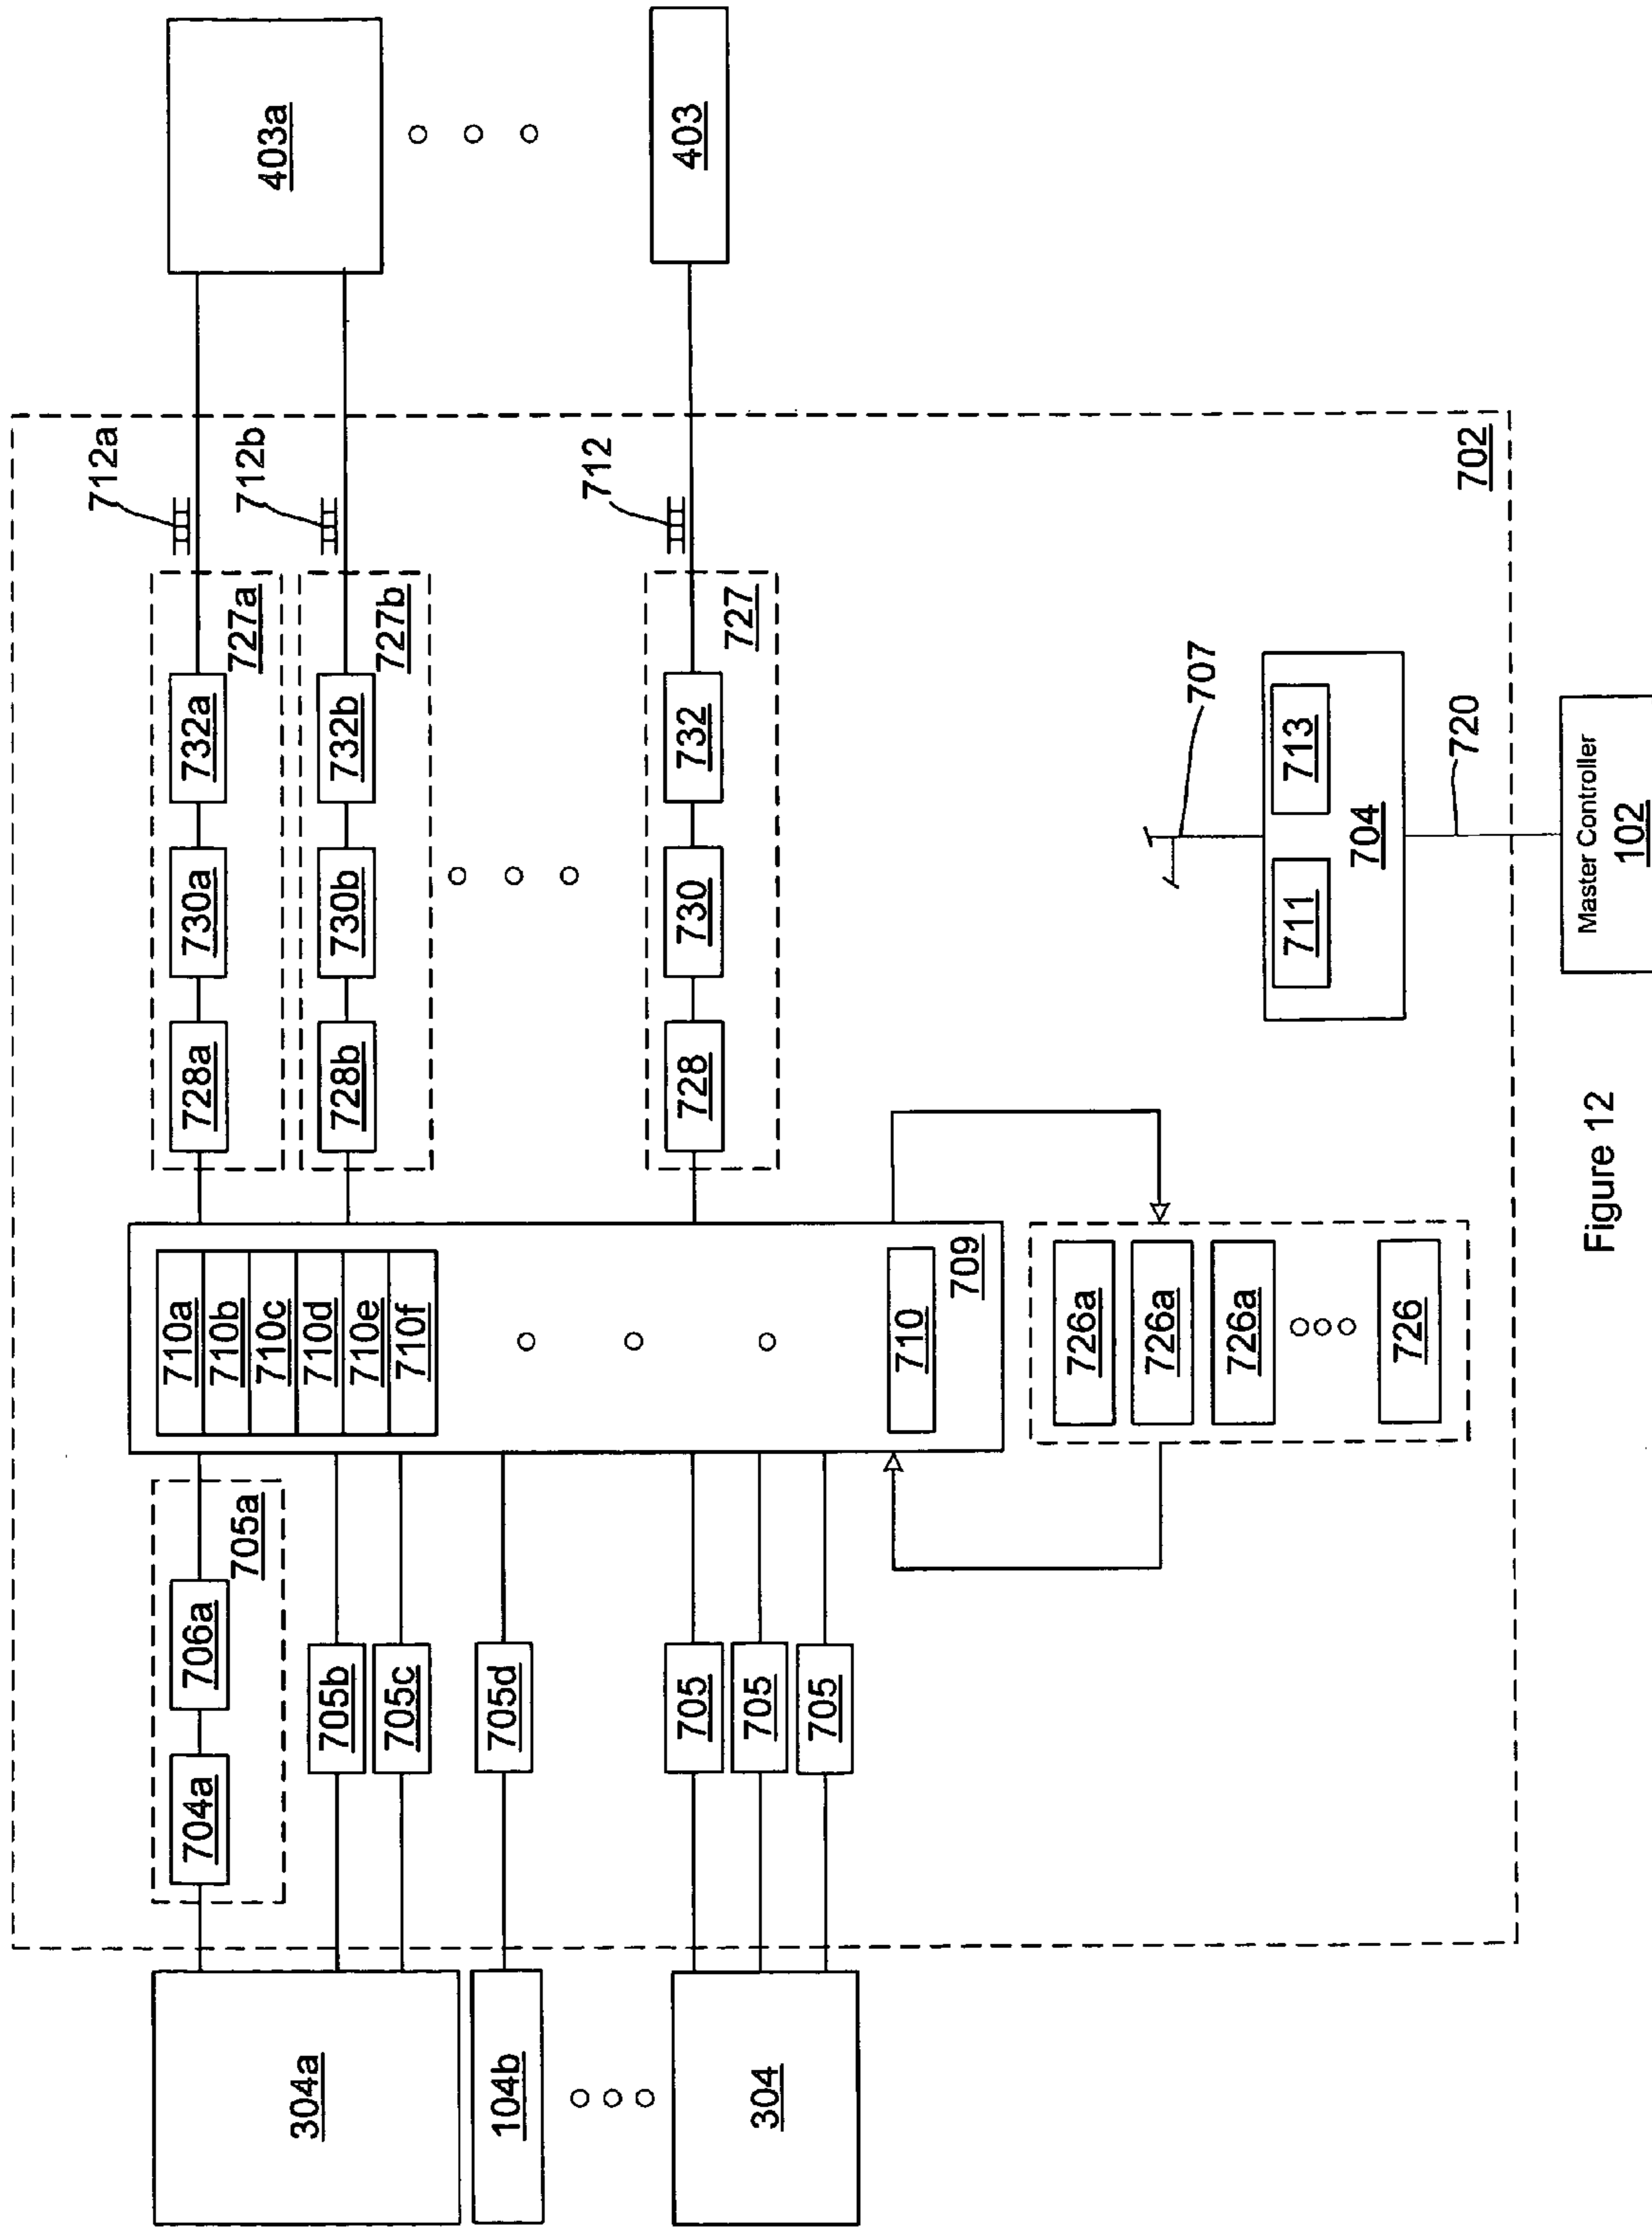 304a
104b
304
704a
706a
705a
705b
705c
705d
705
705
705
710a
710b
710c
710d
710e
710f
710
709
726a
726a
726a
726
728a
730a
732a
727a
728b
730b
732b
727b
728
730
732
727
712a
712b
712
403a
403
707
711
713
704
720
702
Master Controller
102
Figure 12